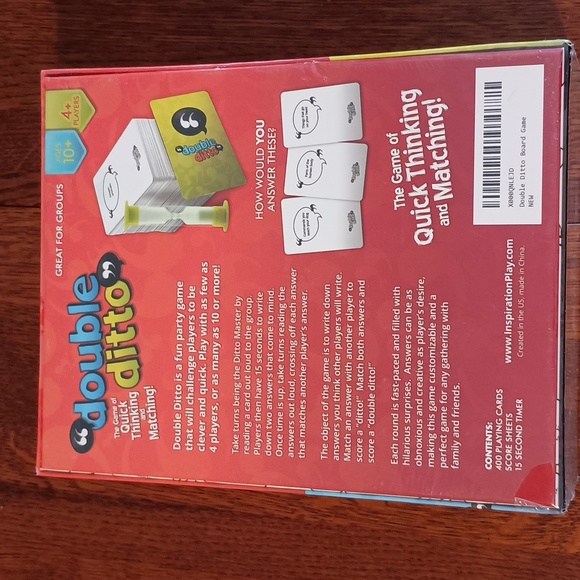 GREAT FOR GROUPS
AGES
10+
4+
PLAYERS
double
ditto
The Game of
Quick
Thinking
and
Matching!
Double Ditto is a fun party game
that will challenge players to be
clever and quick. Play with as few as
4 players, or as many as 10 or more!
Take turns being the Ditto Master by
reading a card out loud to the group.
Players then have 15 seconds to write
down two answers that come to mind.
Once time is up, take turns reading the
answers out loud, crossing off each answer
that matches another player's answer.
The object of the game is to write down
answers you think other players will write.
Match an answer with another player to
score a "ditto!" Match both answers and
score a "double ditto!"
Each round is fast-paced and filled with
hilarious surprises. Answers can be as
obnoxious and extreme as players desire,
making this game customizable and a
perfect game for any gathering with
family and friends.
CONTENTS:
400 PLAYING CARDS
SCORE SHEETS
15 SECOND TIMER
double
ditto
HOW WOULD YOU
ANSWER THESE?
The Game of
Quick Thinking
and Matching!
www.InspirationPlay.com
Created in the US, made in China.
X000QNLEJO
Double Ditto Board Game
NEW